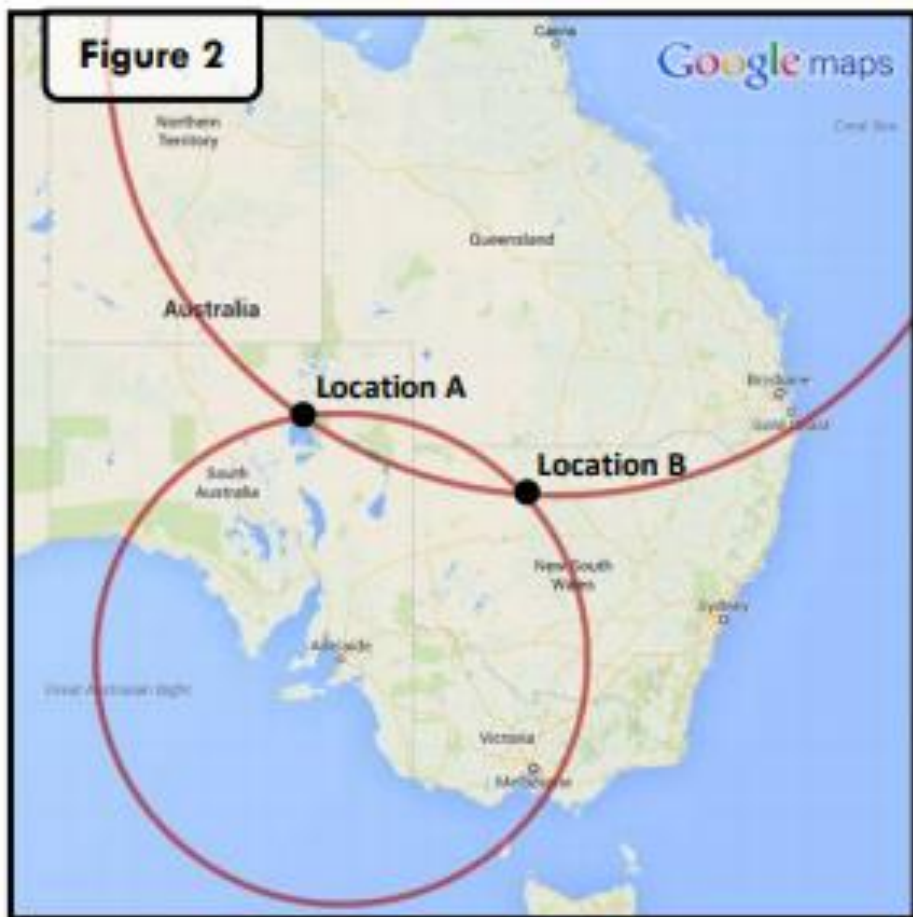 Figure 2
Cairns
Google maps
Northern
Territory
Coral Sea
Queensland
Australia
Location A
Brisbane
Gold Coast
Location B
South
Australia
New South
Wales
Sydney
Adelaide
Great Australian Bight
Victoria
Melbourne